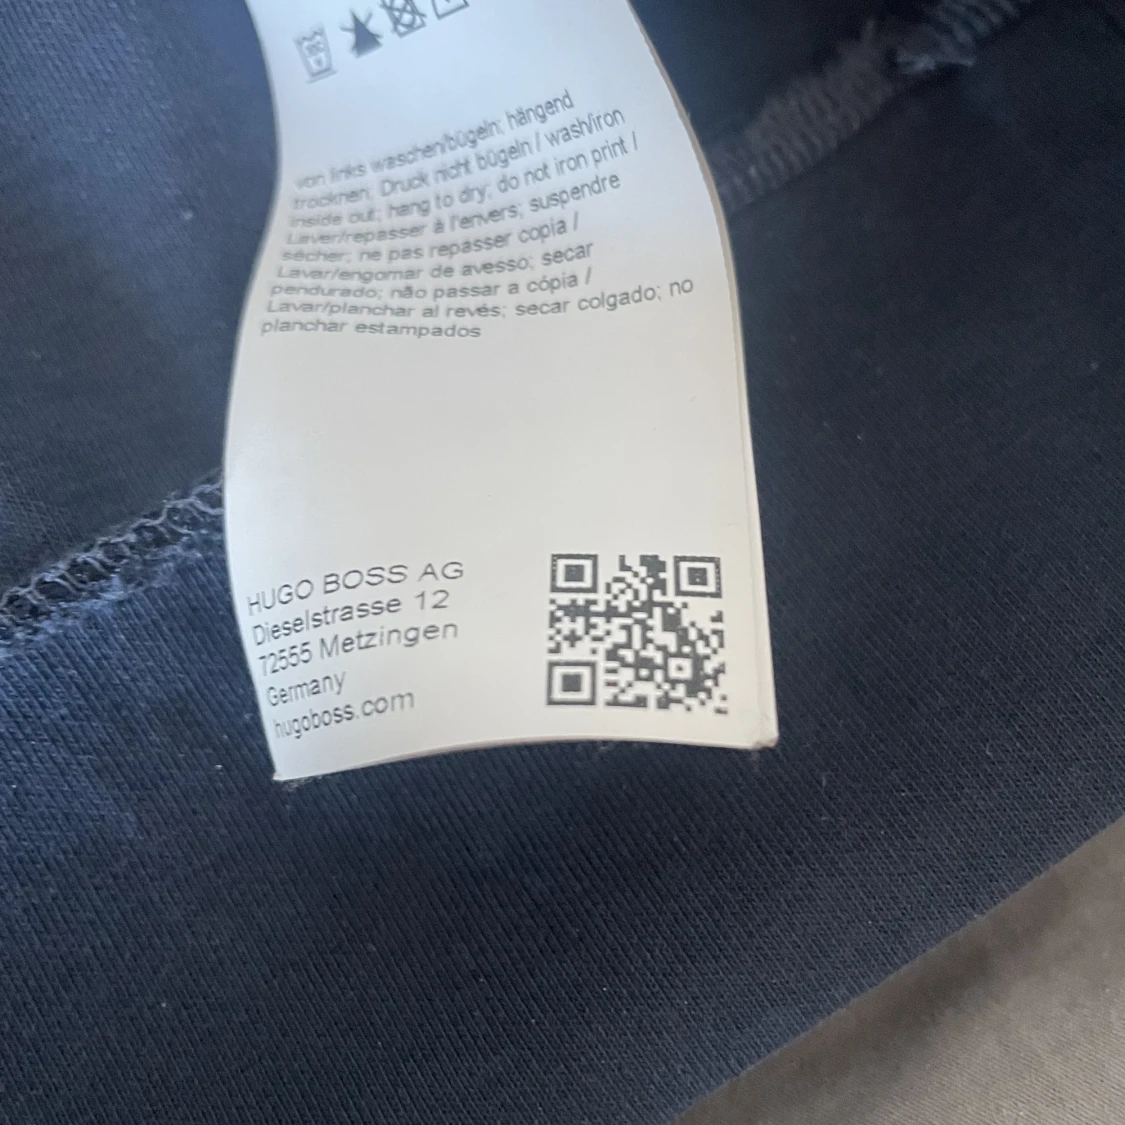 von links waschen/bügeln; hängend
trocknen; Druck nicht bügeln / wash/iron
inside out; hang to dry; do not iron print /
Laver/repasser à l'envers; suspendre
sécher; ne pas repasser copia /
Lavar/engomar de avesso; secar
pendurado; não passar a cópia /
Lavar/planchar al revés; secar colgado; no
planchar estampados
HUGO BOSS AG
Dieselstrasse 12
72555 Metzingen
Germany
hugoboss.com